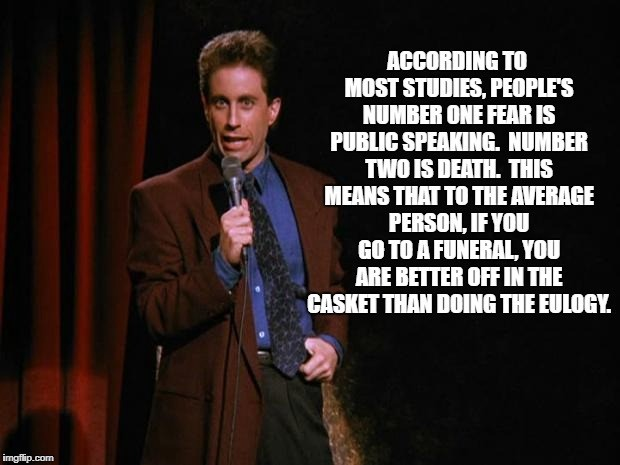 ACCORDING TO
MOST STUDIES, PEOPLE'S
NUMBER ONE FEAR IS
PUBLIC SPEAKING.  NUMBER
TWO IS DEATH.  THIS
MEANS THAT TO THE AVERAGE
PERSON, IF YOU
GO TO A FUNERAL, YOU
ARE BETTER OFF IN THE
CASKET THAN DOING THE EULOGY.
imgflip.com